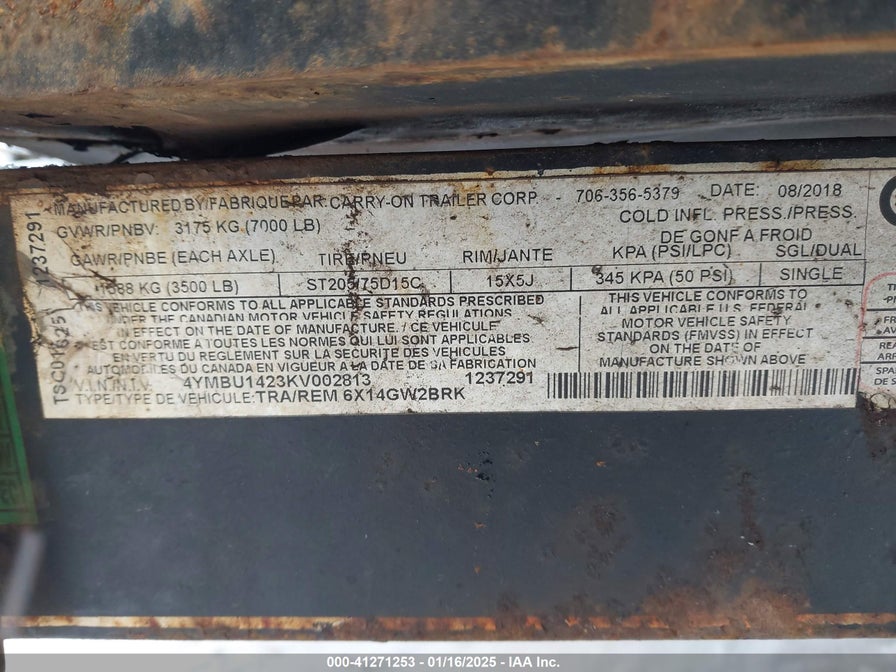 MANUFACTURED BY/FABRIQUE PAR: CARRY-ON TRAILER CORP 706-356-5379 DATE: 08/2018
GVWR/PNBV: 3175 KG (7000 LB) COLD INFL. PRESS./PRESS.
DE GONF A FROID
GAWR/PNBE (EACH AXLE) TIRE/PNEU RIM/JANTE KPA (PSI/LPC) SGL/DUAL
1588 KG (3500 LB) ST205/75D15C 15X5J 345 KPA (50 PSI) SINGLE
THIS VEHICLE CONFORMS TO ALL APPLICABLE STANDARDS PRESCRIBED
UNDER THE CANADIAN MOTOR VEHICLE SAFETY REGULATIONS
IN EFFECT ON THE DATE OF MANUFACTURE. / CE VEHICULE
EST CONFORME A TOUTES LES NORMES QUI LUI SONT APPLICABLES
EN VERTU DU REGLEMENT SUR LA SECURITE DES VEHICULES
AUTOMOBILES DU CANADA EN VIGUEUR A LA DATE DE SA FABRICATION
THIS VEHICLE CONFORMS TO
ALL APPLICABLE U.S. FEDERAL
MOTOR VEHICLE SAFETY
STANDARDS (FMVSS) IN EFFECT
MANUFACTURE SHOWN ABOVE
V.I.N./N.I.V. 4YMBU1423KV002813 1237291
TYPE/TYPE DE VEHICULE: TRA/REM 6X14GW2BRK
1237291
000-41271253 - 01/16/2025 - IAA Inc.